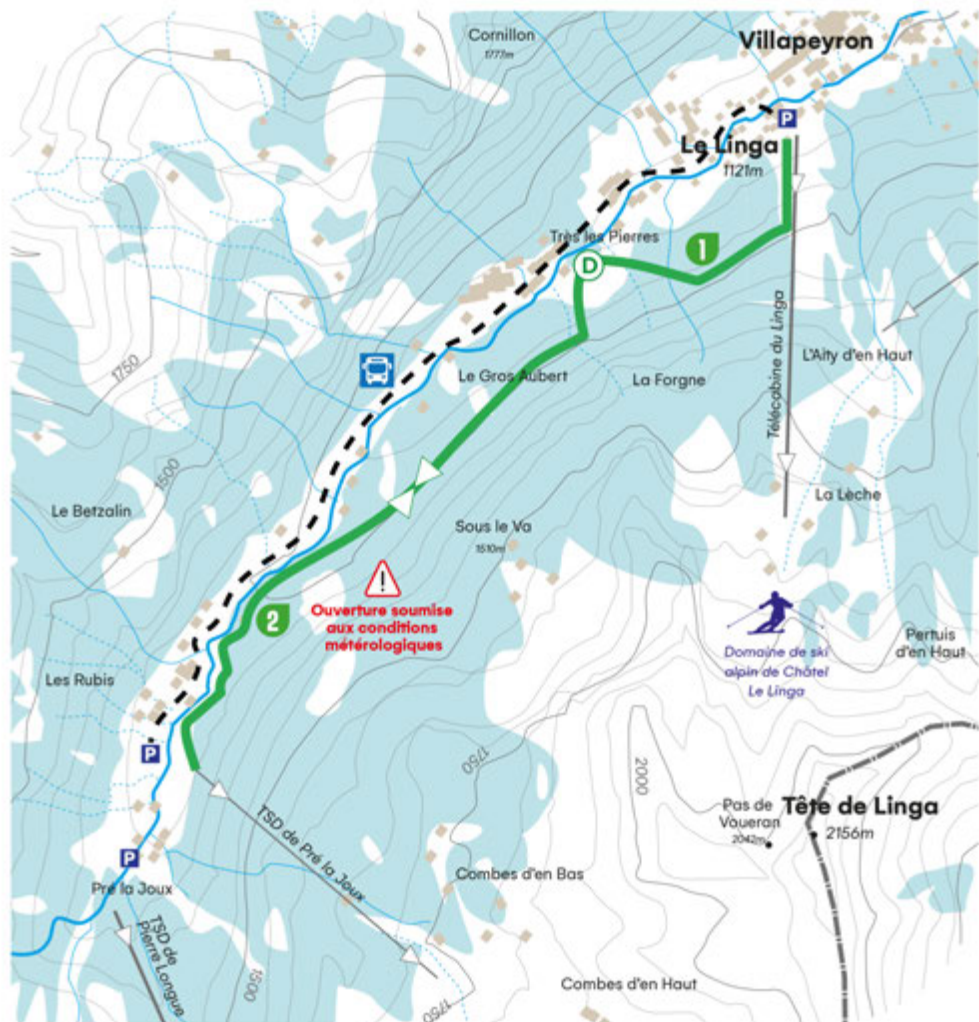 Cornillon
1777m
Villapeyron
P
Le Linga
1121m
Très les Pierres
1
D
L'Aity d'en Haut
1750
Le Gras Aubert
La Forgne
Télécabine du Linga
1500
La Lèche
Le Betzalin
Sous le Va
1510m
Ouverture soumise
aux conditions
métérologiques
2
Domaine de ski
alpin de Châtel
Le Linga
Pertuis
d'en Haut
Les Rubis
P
1750
2000
TSD de Pré la Joux
Pas de
Voueran
2042m
Tête de Linga
2156m
P
Pré la Joux
Combes d'en Bas
TSD de
Pierre Longue
1500
1750
Combes d'en Haut